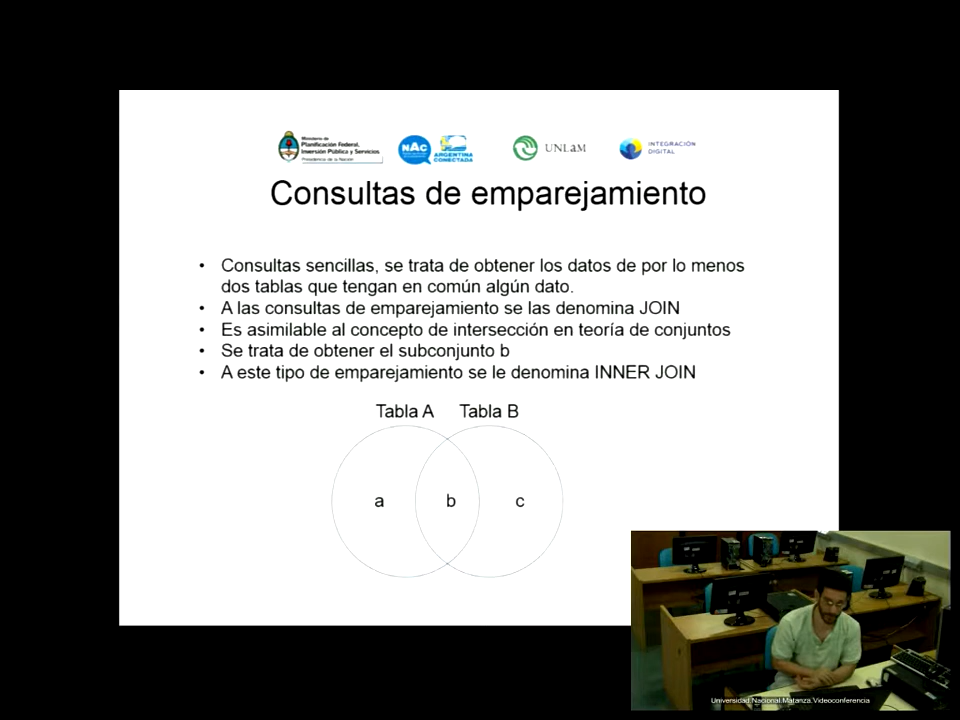 Ministerio de
Planificación Federal,
Inversión Pública y Servicios
Presidencia de la Nación
NAC
ARGENTINA
CONECTADA
UNLaM
INTEGRACIÓN
DIGITAL
Consultas de emparejamiento
• Consultas sencillas, se trata de obtener los datos de por lo menos
dos tablas que tengan en común algún dato.
• A las consultas de emparejamiento se las denomina JOIN
• Es asimilable al concepto de intersección en teoría de conjuntos
• Se trata de obtener el subconjunto b
• A este tipo de emparejamiento se le denomina INNER JOIN
Tabla A Tabla B
a b c
Universidad.Nacional.Matanza.Videoconferencia